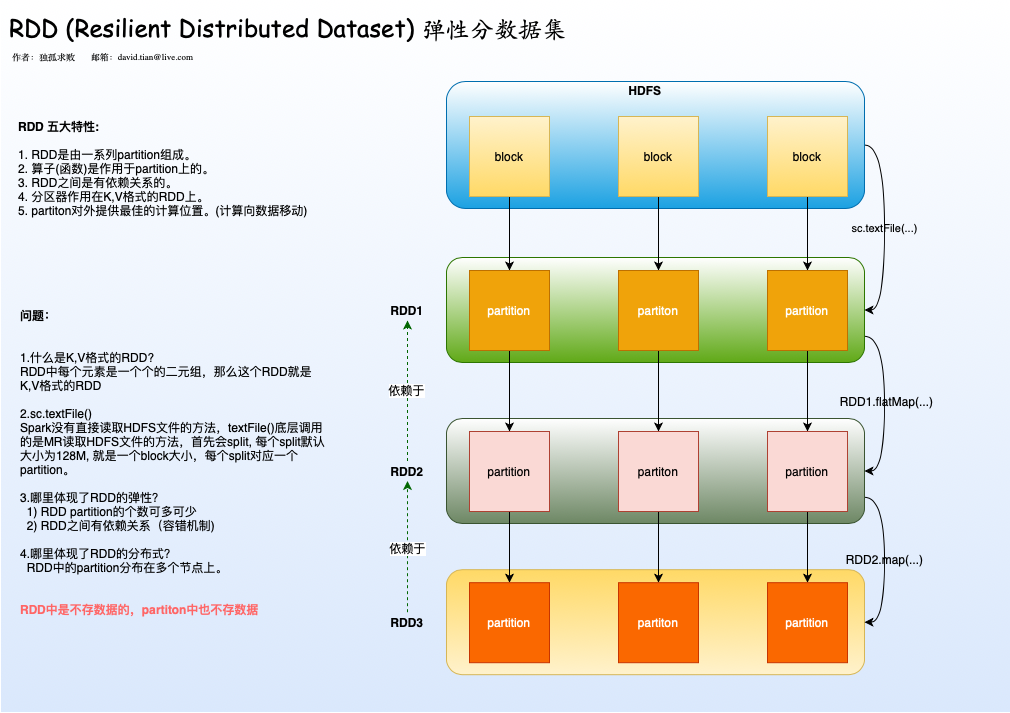 RDD (Resilient Distributed Dataset) 弹性分数据集
作者：独孤求败 邮箱：david.tian@live.com
RDD 五大特性:
1. RDD是由一系列partition组成。
2. 算子(函数)是作用于partition上的。
3. RDD之间是有依赖关系的。
4. 分区器作用在K,V格式的RDD上。
5. partiton对外提供最佳的计算位置。(计算向数据移动)
问题：
1.什么是K,V格式的RDD?
RDD中每个元素是一个个的二元组，那么这个RDD就是
K,V格式的RDD
2.sc.textFile()
Spark没有直接读取HDFS文件的方法，textFile()底层调用
的是MR读取HDFS文件的方法，首先会split, 每个split默认
大小为128M, 就是一个block大小，每个split对应一个
partition。
3.哪里体现了RDD的弹性?
1) RDD partition的个数可多可少
2) RDD之间有依赖关系（容错机制)
4.哪里体现了RDD的分布式?
RDD中的partition分布在多个节点上。
RDD中是不存数据的，partiton中也不存数据
HDFS
block block block
sc.textFile(...)
RDD1
partition partiton partition
依赖于
RDD1.flatMap(...)
RDD2
partition partiton partition
依赖于
RDD2.map(...)
RDD3
partition partiton partition